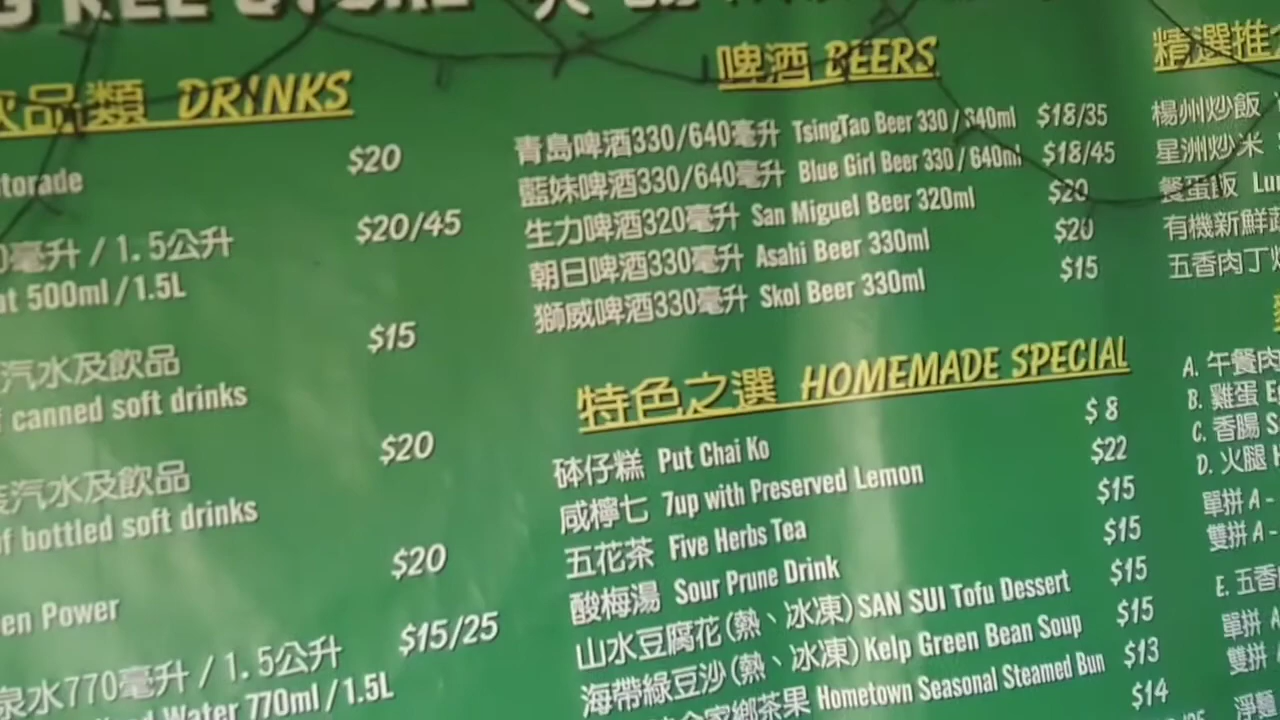 飲品類 DRINKS
$20
$20/45
毫升 / 1.5公升
500ml / 1.5L
$15
汽水及飲品
canned soft drinks
$20
汽水及飲品
of bottled soft drinks
$20
Power
$15/25
泉水770毫升 / 1.5公升
Water 770ml / 1.5L
啤酒 BEERS
青島啤酒330/640毫升 TsingTao Beer 330 / 640ml $18/35
藍妹啤酒330/640毫升 Blue Girl Beer 330 / 640ml $18/45
生力啤酒320毫升 San Miguel Beer 320ml $20
朝日啤酒330毫升 Asahi Beer 330ml $20
獅威啤酒330毫升 Skol Beer 330ml $15
特色之選 HOMEMADE SPECIAL
砵仔糕 Put Chai Ko $ 8
咸檸七 7up with Preserved Lemon $22
五花茶 Five Herbs Tea $15
酸梅湯 Sour Prune Drink $15
山水豆腐花(熱、冰凍) SAN SUI Tofu Dessert $15
海帶綠豆沙(熱、冰凍) Kelp Green Bean Soup $15
家鄉茶果 Hometown Seasonal Steamed Bun $13
$14
精選推
楊州炒飯
星洲炒米
餐蛋飯
有機新鮮
五香肉丁
A. 午餐肉
B. 雞蛋
C. 香腸
D. 火腿
單拼 A -
雙拼 A -
E. 五香
單拼
雙拼
淨麵